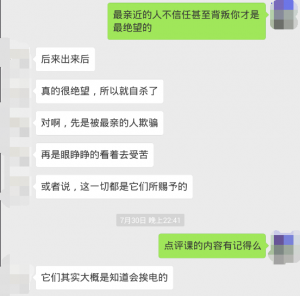 最亲近的人不信任甚至背叛你才是
最绝望的
后来出来后
真的很绝望，所以就自杀了
对啊，先是被最亲的人欺骗
再是眼睁睁的看着去受苦
或者说，这一切都是它们所赐予的
7月30日 晚上22:41
点评课的内容有记得么
它们其实大概是知道会挨电的